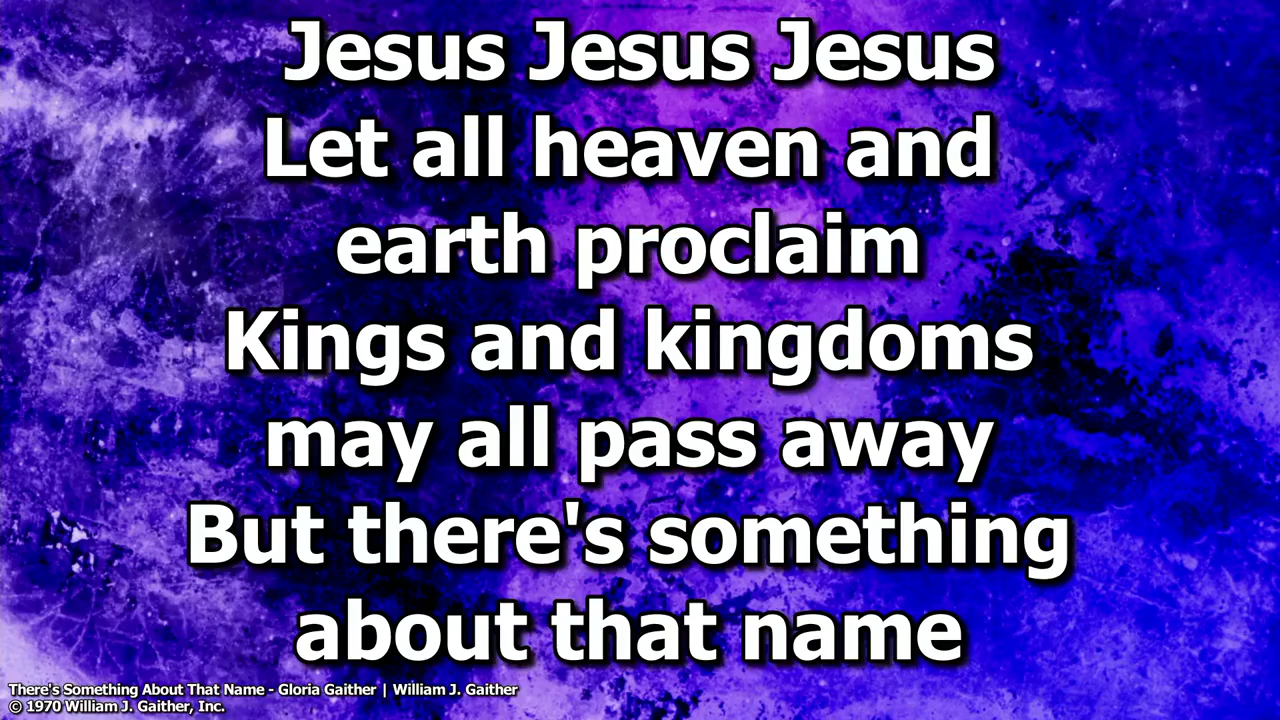 Jesus Jesus Jesus
Let all heaven and
earth proclaim
Kings and kingdoms
may all pass away
But there's something
about that name
There's Something About That Name - Gloria Gaither | William J. Gaither
© 1970 William J. Gaither, Inc.